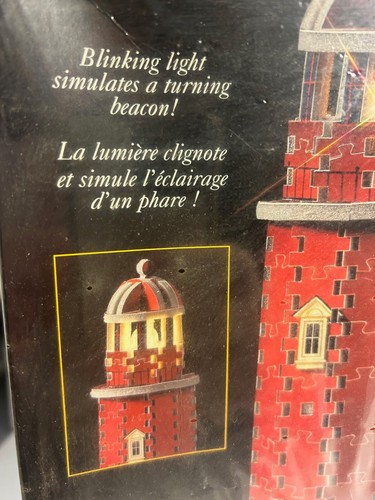 Blinking light
simulates a turning
beacon!
La lumière clignote
et simule l'éclairage
d'un phare !